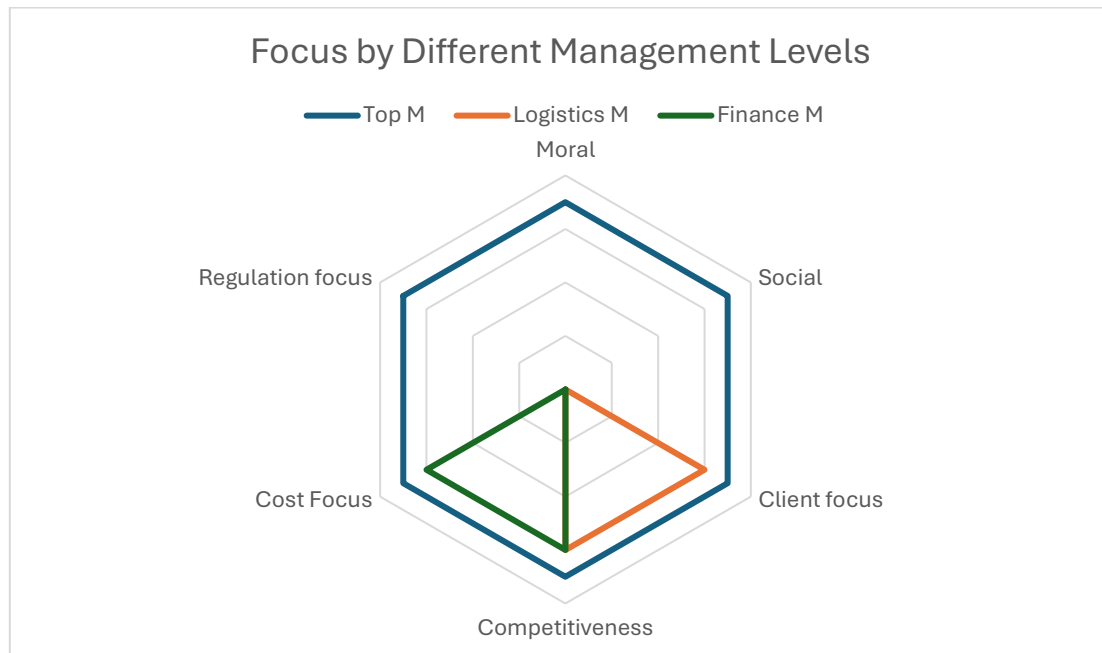 Focus by Different Management Levels
Top M Logistics M Finance M
Moral
Regulation focus Social
Cost Focus Client focus
Competitiveness